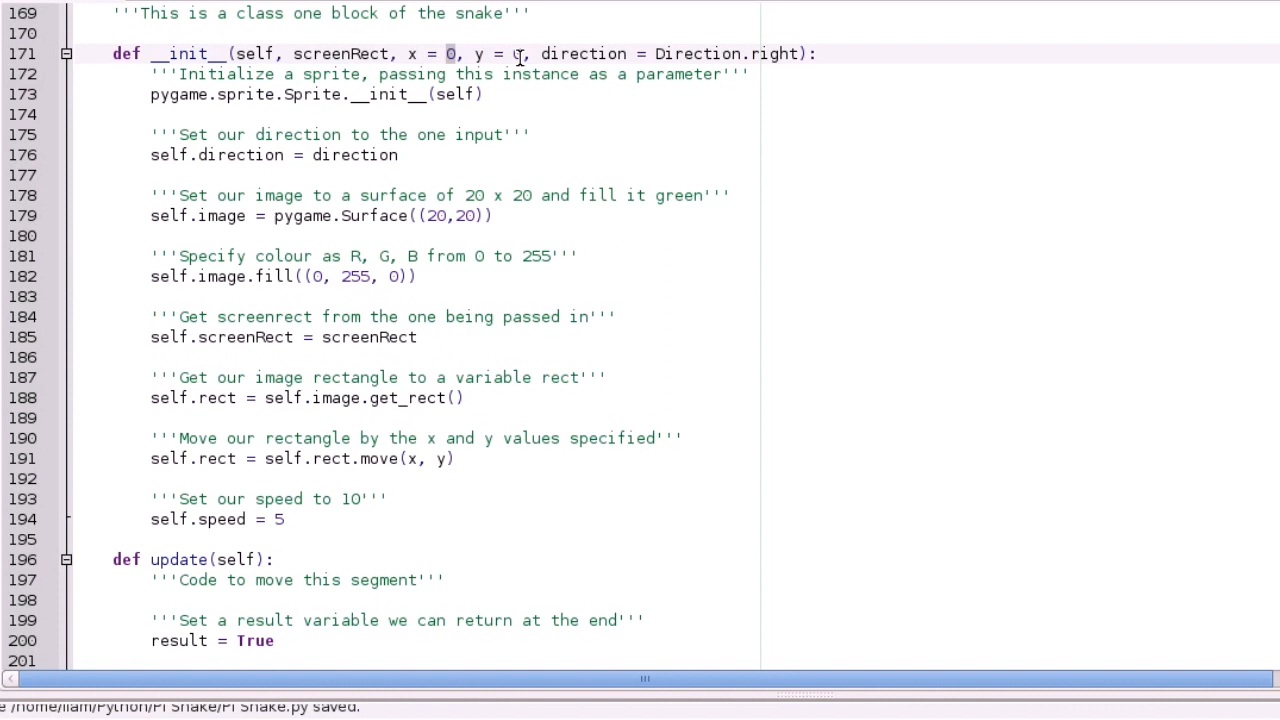 169 '''This is a class one block of the snake'''
170
171 def __init__(self, screenRect, x = 0, y = 0, direction = Direction.right):
172 '''Initialize a sprite, passing this instance as a parameter'''
173 pygame.sprite.Sprite.__init__(self)
174
175 '''Set our direction to the one input'''
176 self.direction = direction
177
178 '''Set our image to a surface of 20 x 20 and fill it green'''
179 self.image = pygame.Surface((20,20))
180
181 '''Specify colour as R, G, B from 0 to 255'''
182 self.image.fill((0, 255, 0))
183
184 '''Get screenrect from the one being passed in'''
185 self.screenRect = screenRect
186
187 '''Get our image rectangle to a variable rect'''
188 self.rect = self.image.get_rect()
189
190 '''Move our rectangle by the x and y values specified'''
191 self.rect = self.rect.move(x, y)
192
193 '''Set our speed to 10'''
194 self.speed = 5
195
196 def update(self):
197 '''Code to move this segment'''
198
199 '''Set a result variable we can return at the end'''
200 result = True
201
e /home/liam/Python/Pi Snake/Pi Snake.py saved.